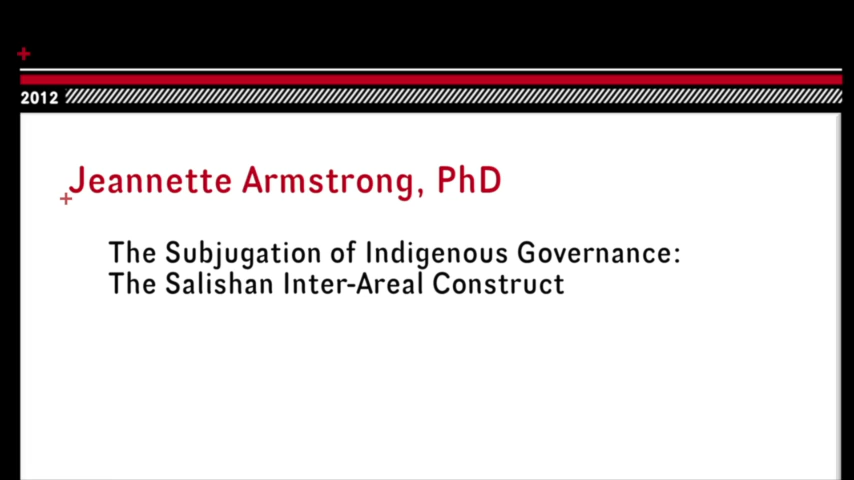 2012
Jeannette Armstrong, PhD
The Subjugation of Indigenous Governance:
The Salishan Inter-Areal Construct